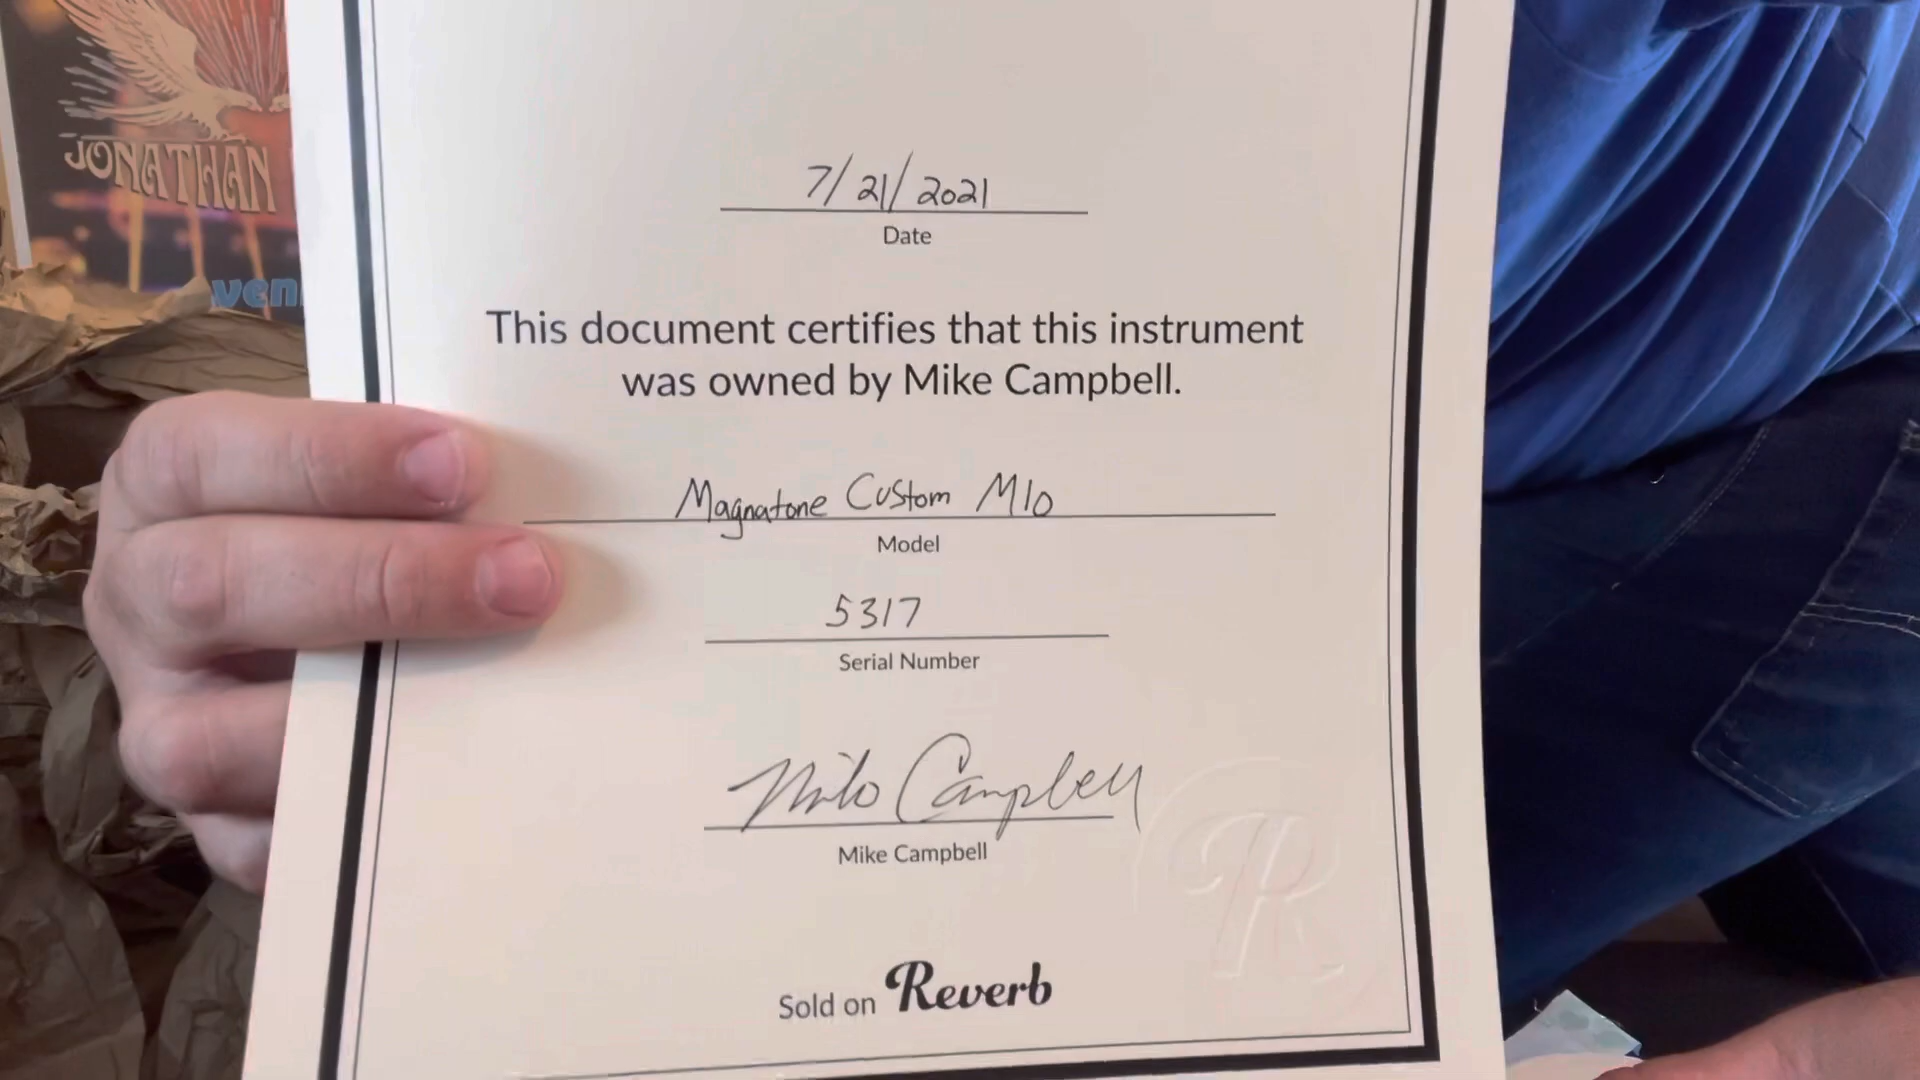 JONATHAN
ven
7/21/2021
Date
This document certifies that this instrument
was owned by Mike Campbell.
Magnatone Custom M10
Model
5317
Serial Number
Mike Campbell
Mike Campbell
R
Sold on Reverb